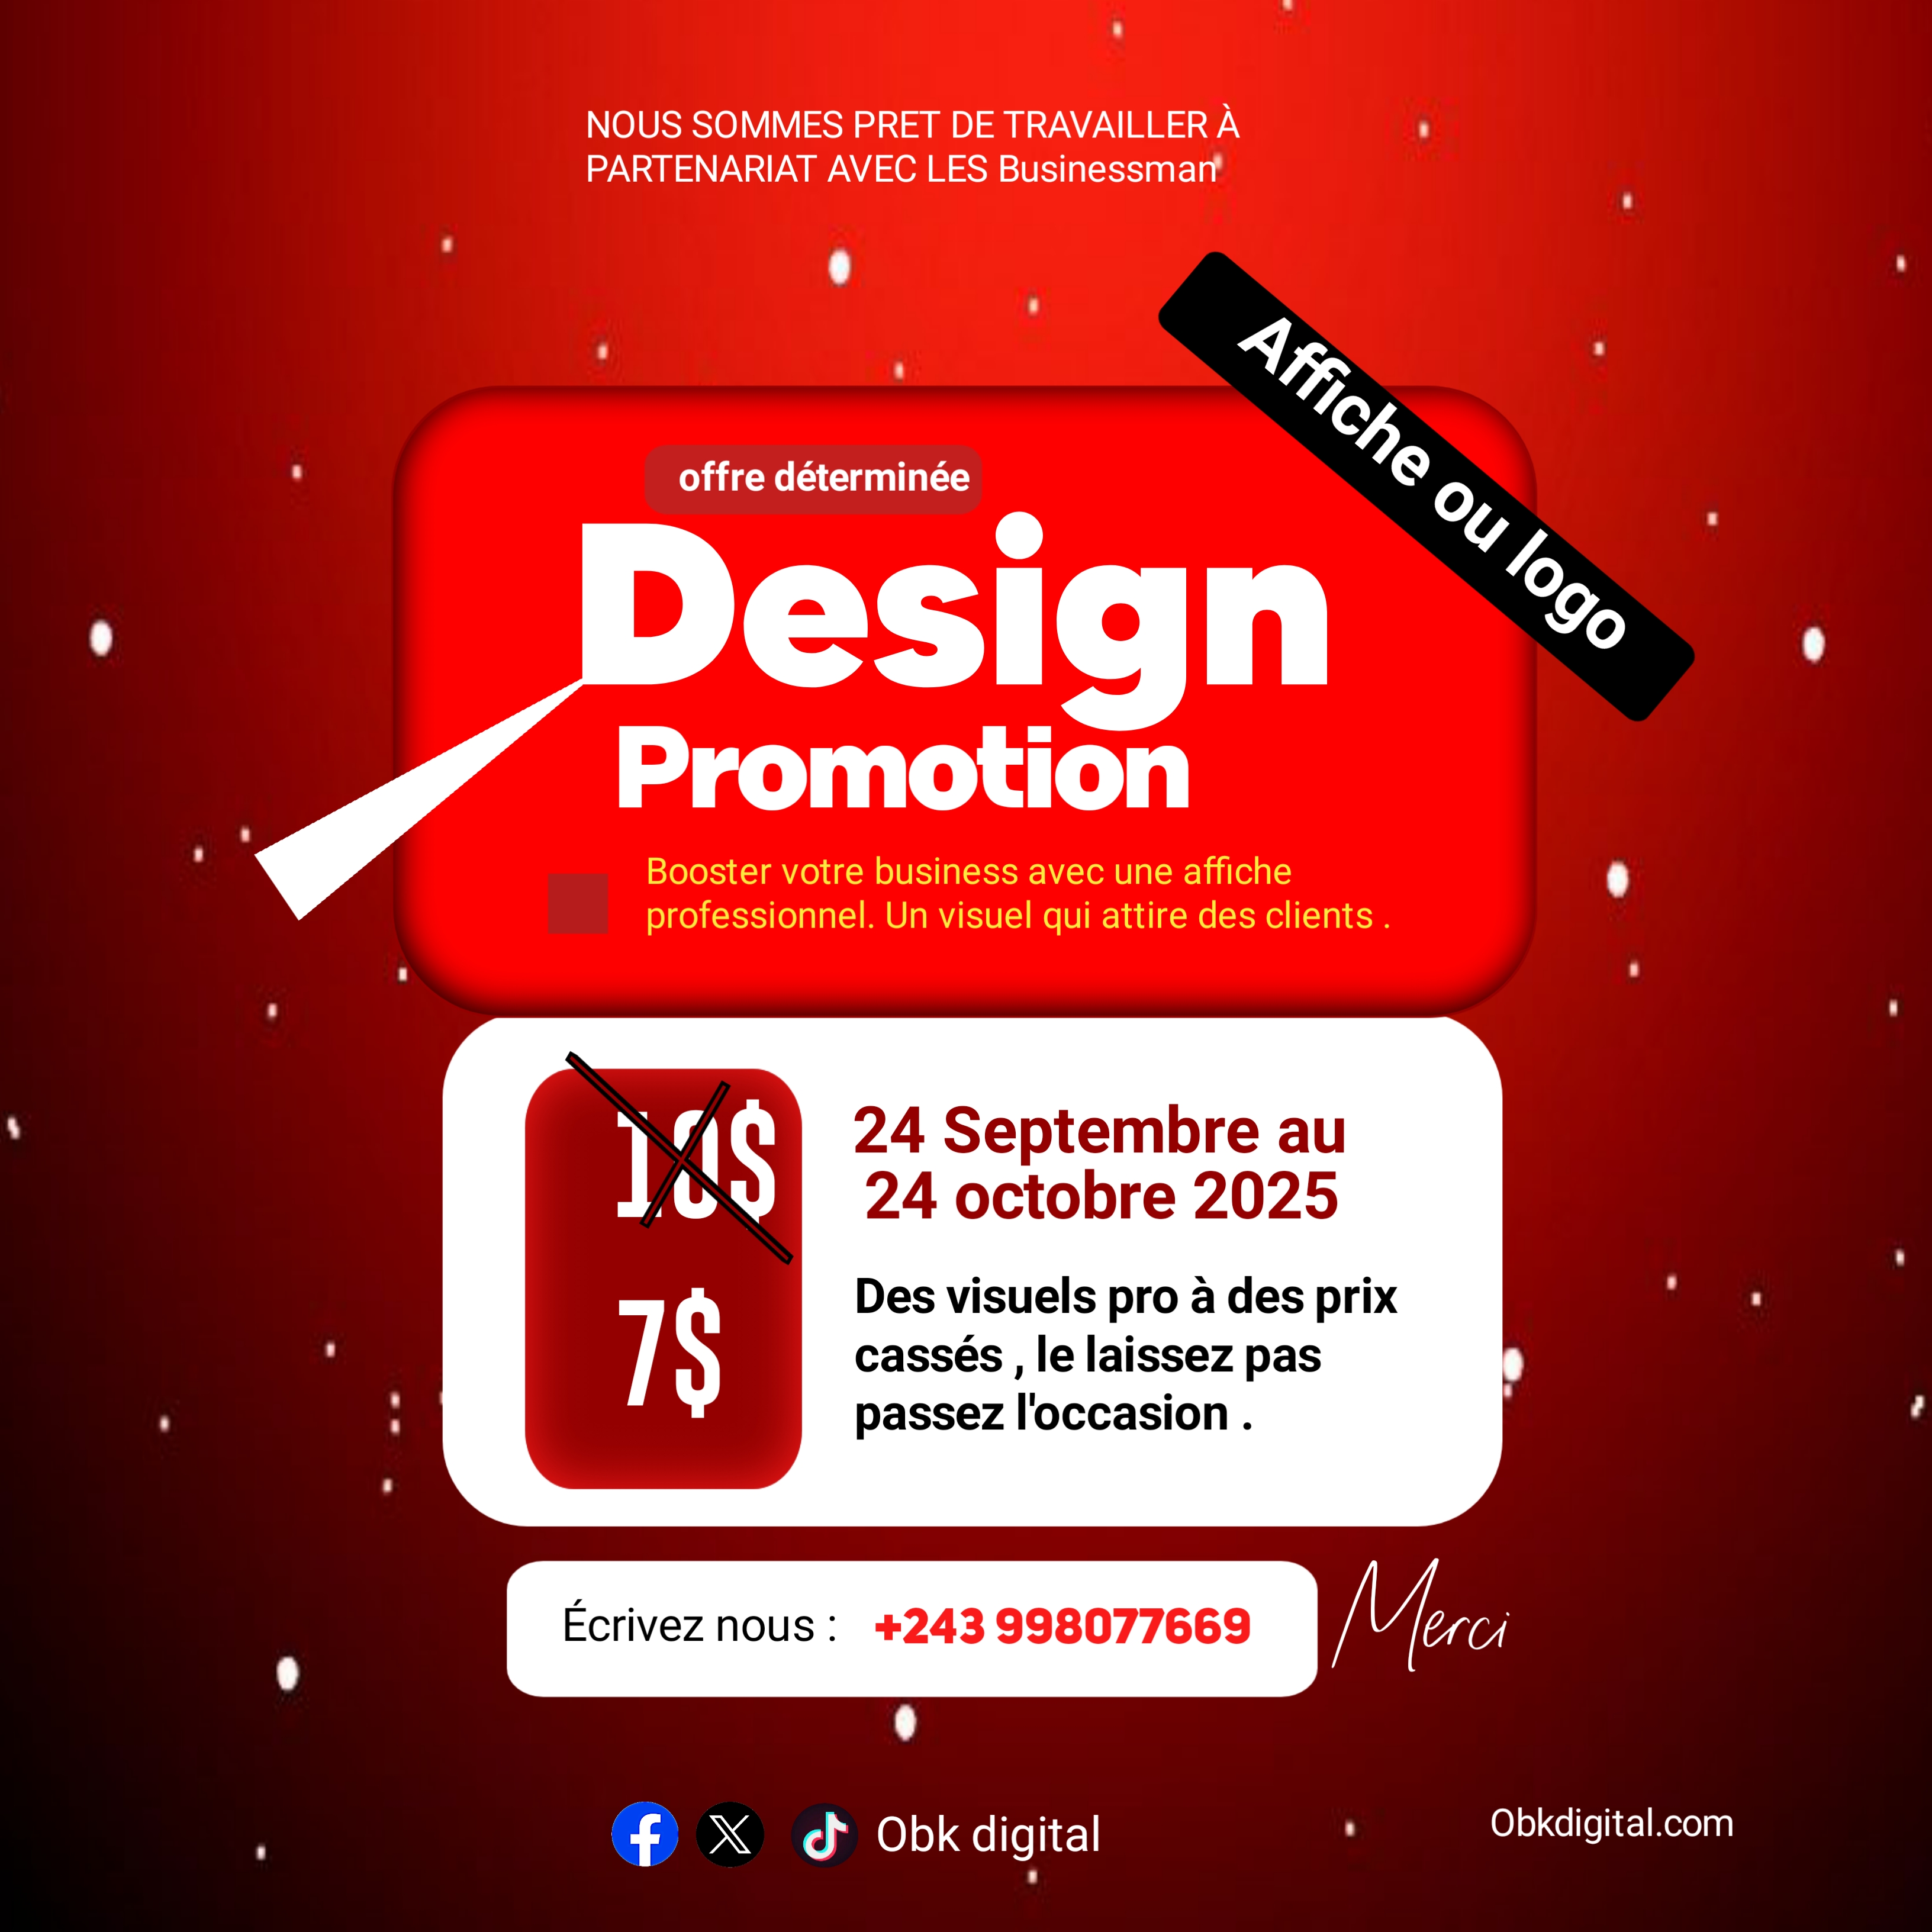 NOUS SOMMES PRET DE TRAVAILLER À
PARTENARIAT AVEC LES Businessman
Affiche ou logo
offre déterminée
Design
Promotion
Booster votre business avec une affiche
professionnel. Un visuel qui attire des clients .
10$
7$
24 Septembre au
24 octobre 2025
Des visuels pro à des prix
cassés , le laissez pas
passez l'occasion .
Écrivez nous : +243 998077669
Merci
Obk digital
Obkdigital.com